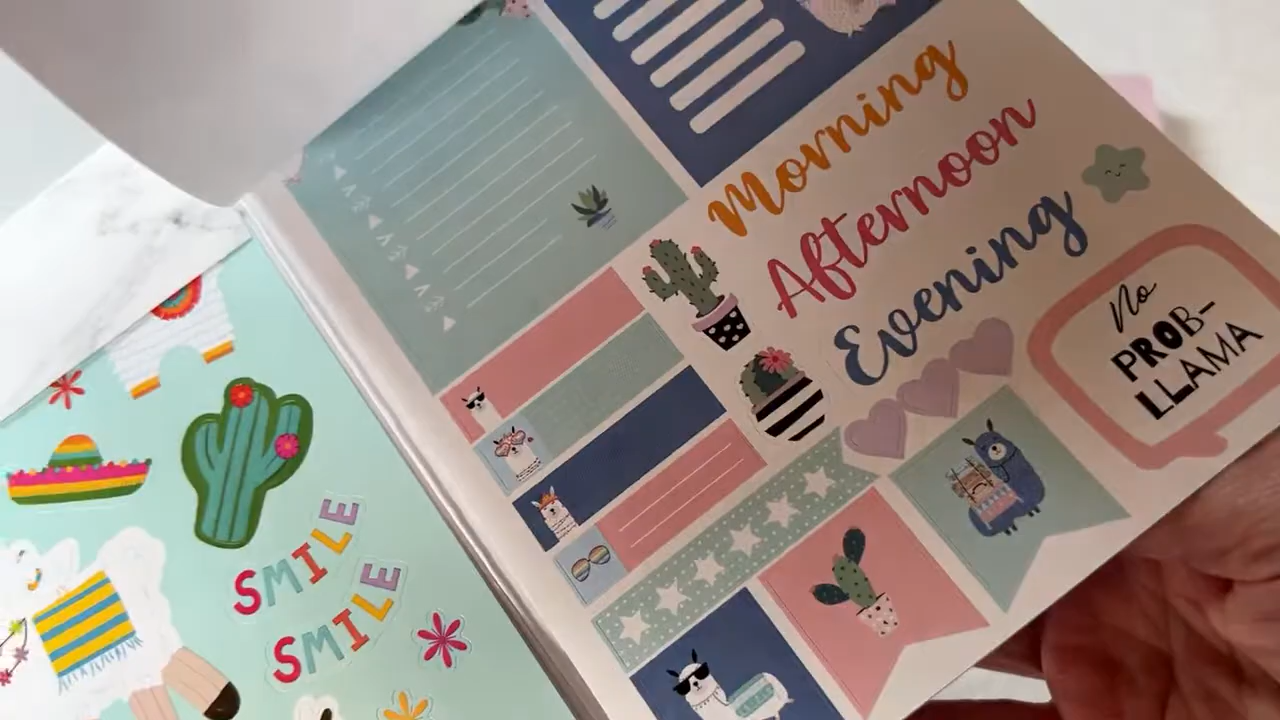 Morning
Afternoon
Evening
No
PROB-
LLAMA
SMILE
SMILE